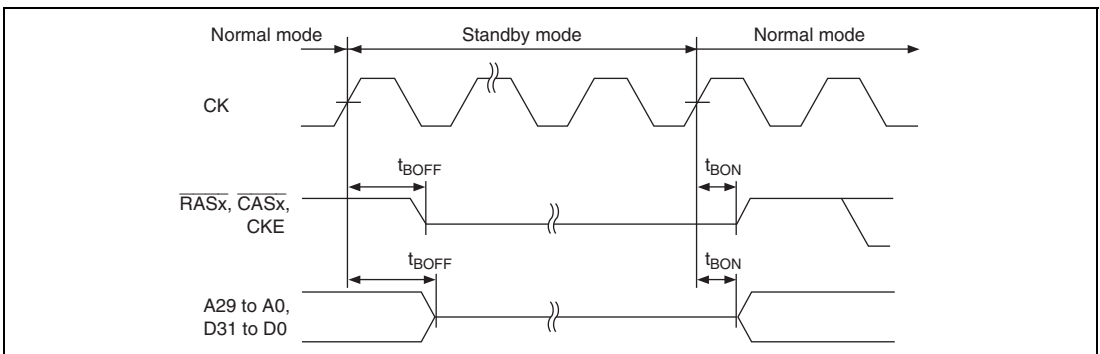 Normal mode Standby mode Normal mode
CK
tBOFF tBON
RASx, CASx,
CKE
tBOFF tBON
A29 to A0,
D31 to D0